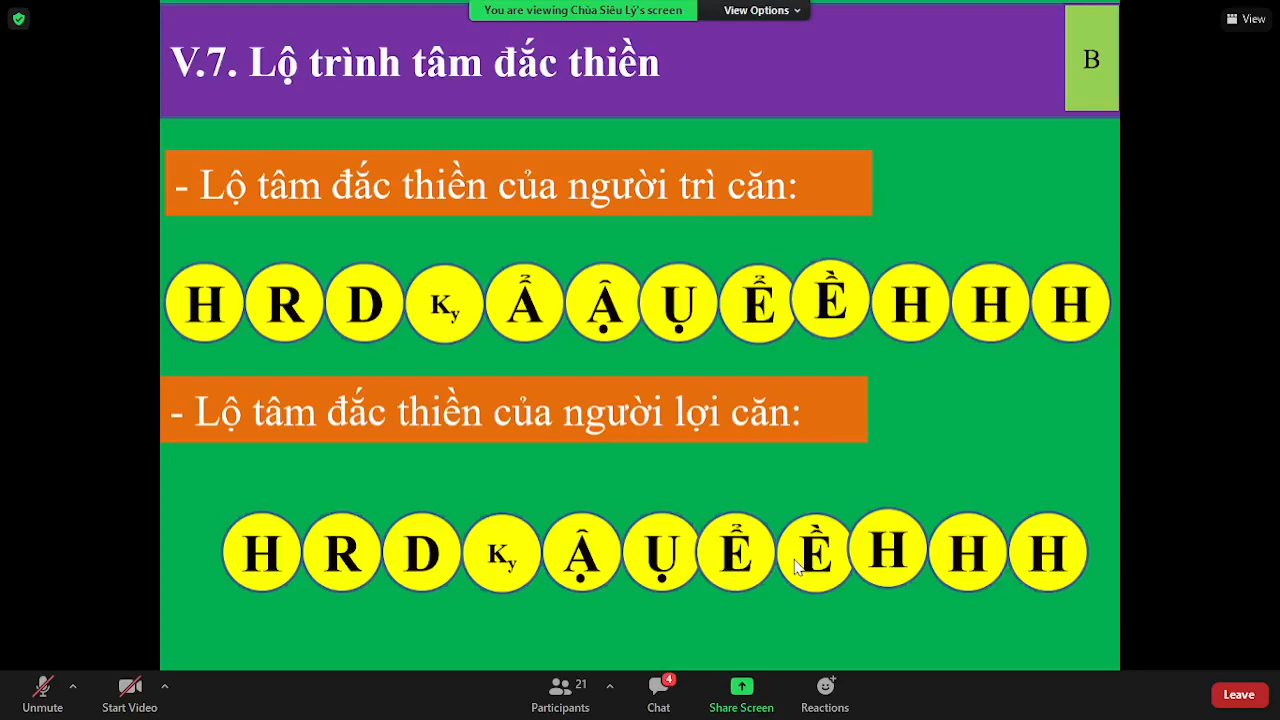 You are viewing Chùa Siêu Lý's screen
View Options
View
V.7. Lộ trình tâm đắc thiền
B
- Lộ tâm đắc thiền của người trì căn:
H R D Ky Ẩ Ậ Ụ Ể Ề H H H
- Lộ tâm đắc thiền của người lợi căn:
H R D Ky Ậ Ụ Ể Ề H H H
Unmute
Start Video
21
Participants
4
Chat
Share Screen
Reactions
Leave